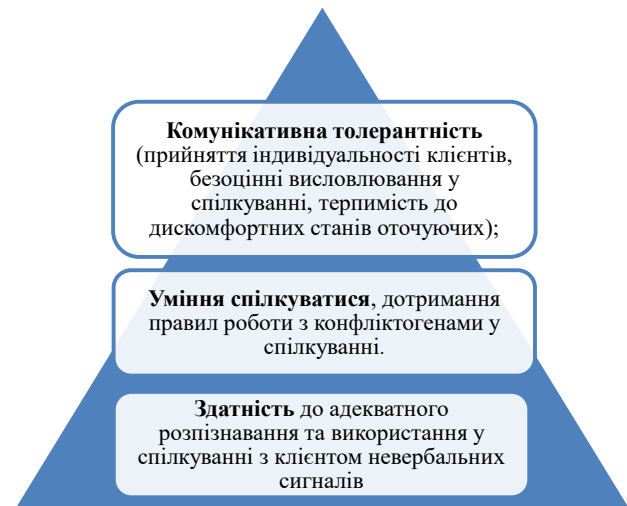 Комунікативна толерантність
(прийняття індивідуальності клієнтів,
безоцінні висловлювання у
спілкуванні, терпимість до
дискомфортних станів оточуючих);
Уміння спілкуватися, дотримання
правил роботи з конфліктогенами у
спілкуванні.
Здатність до адекватного
розпізнавання та використання у
спілкуванні з клієнтом невербальних
сигналів